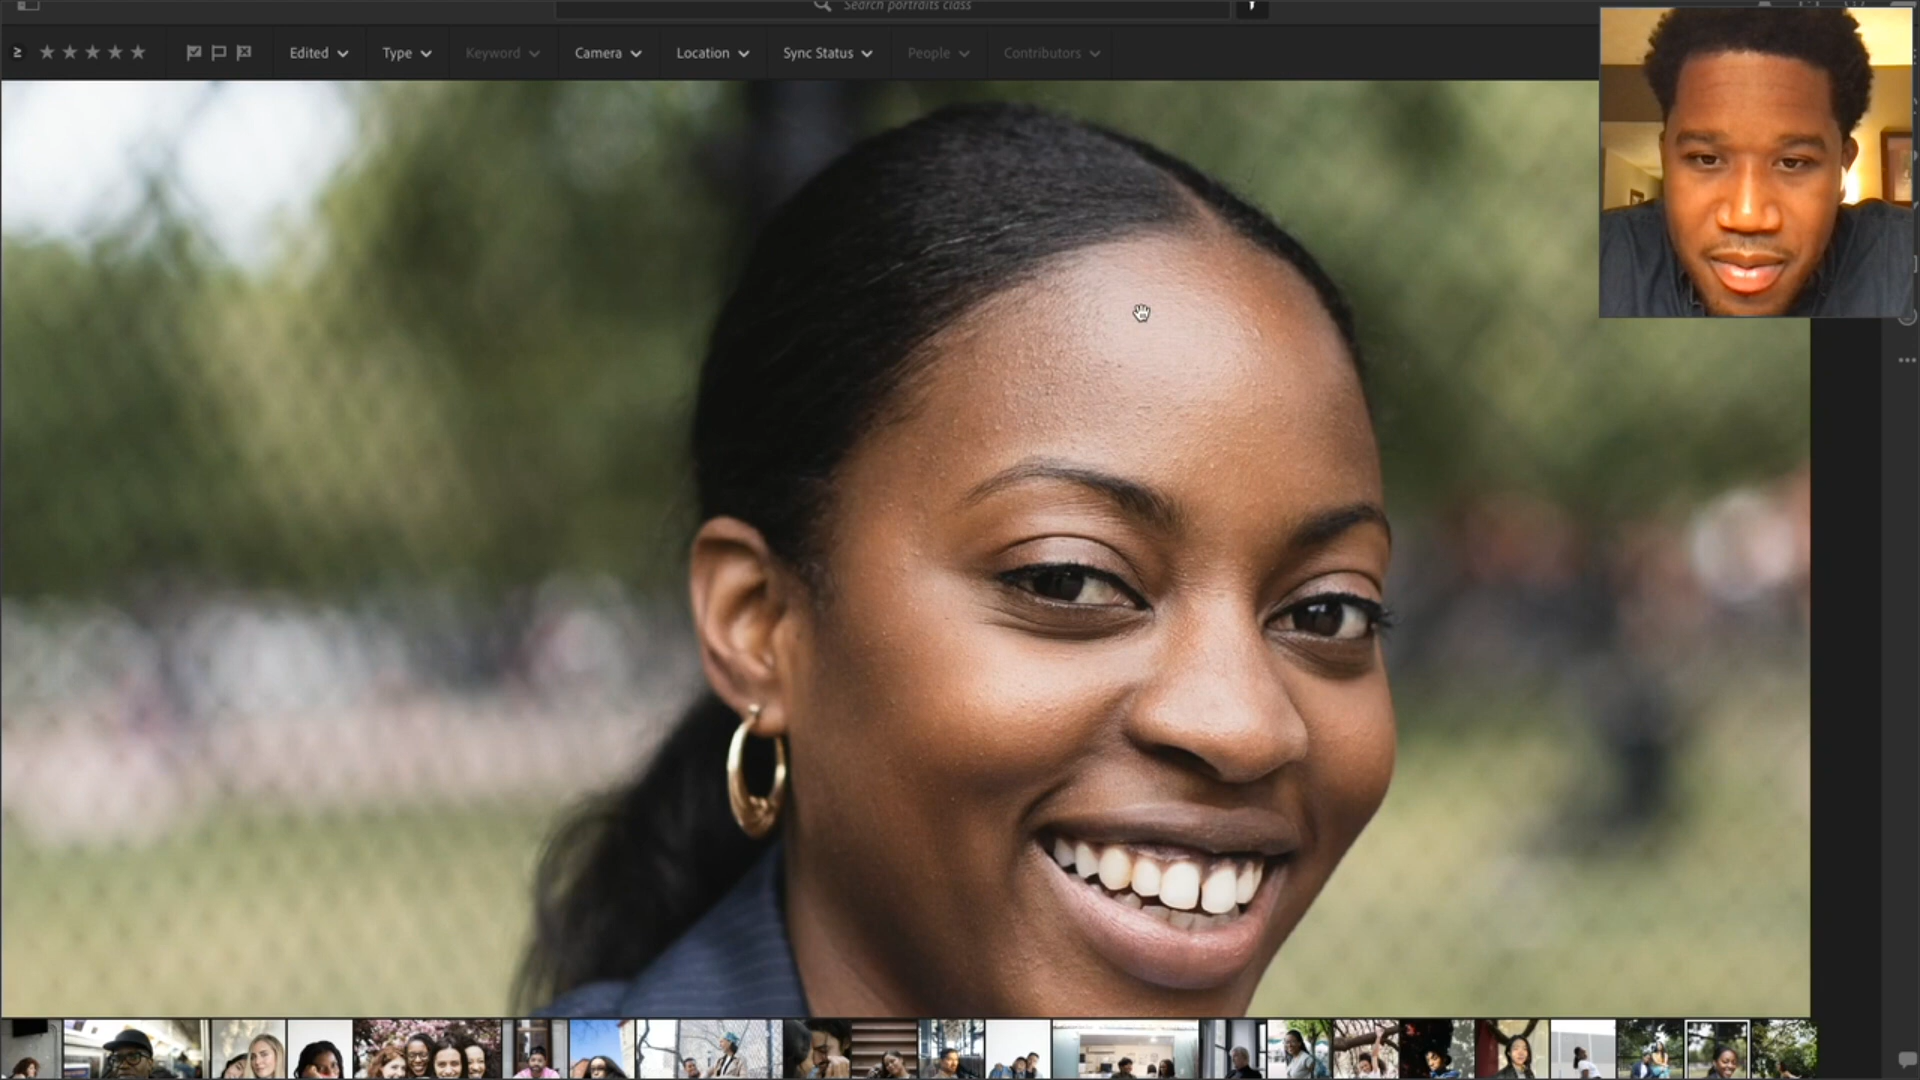 Search portraits class
≥ Edited Type Keyword Camera Location Sync Status People Contributors